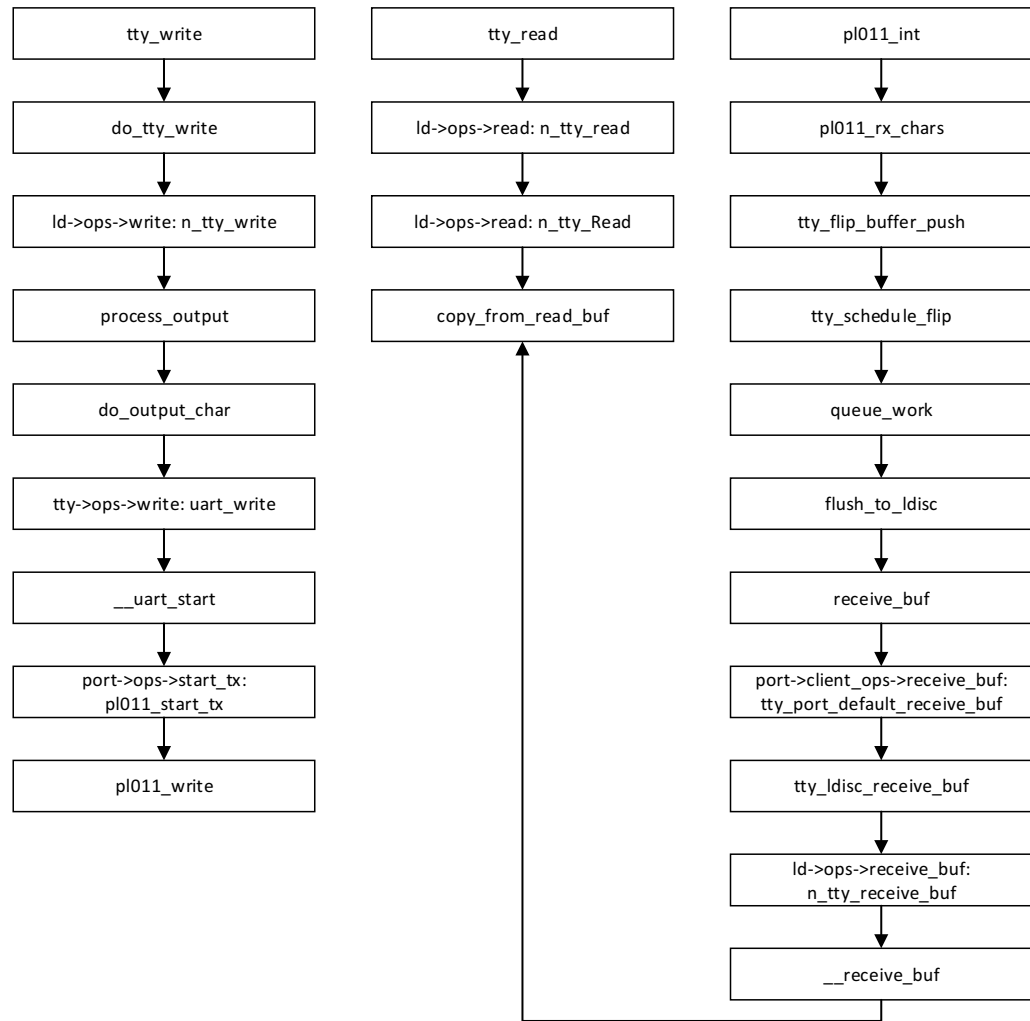 tty_write
do_tty_write
ld->ops->write: n_tty_write
process_output
do_output_char
tty->ops->write: uart_write
__uart_start
port->ops->start_tx:
pl011_start_tx
pl011_write
tty_read
ld->ops->read: n_tty_read
ld->ops->read: n_tty_Read
copy_from_read_buf
pl011_int
pl011_rx_chars
tty_flip_buffer_push
tty_schedule_flip
queue_work
flush_to_ldisc
receive_buf
port->client_ops->receive_buf:
tty_port_default_receive_buf
tty_ldisc_receive_buf
ld->ops->receive_buf:
n_tty_receive_buf
__receive_buf